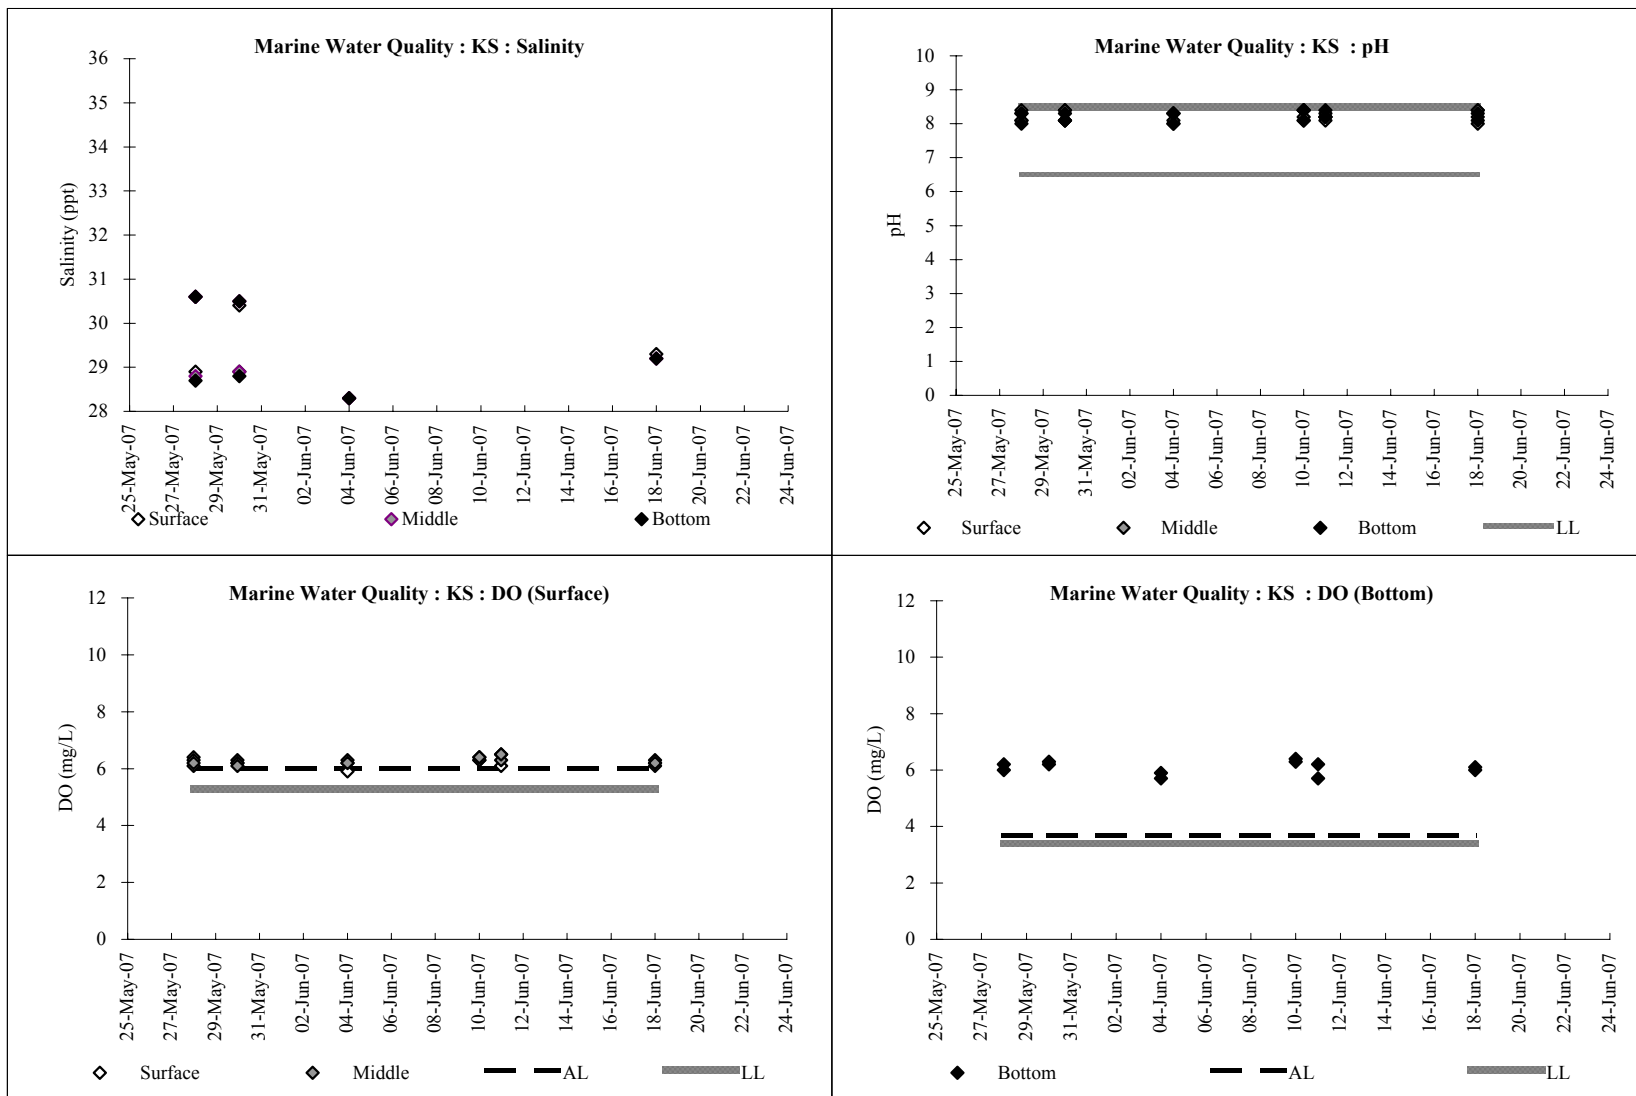 Marine Water Quality : KS : Salinity
36
35
34
33
32
31
30
29
28
Salinity (ppt)
25-May-07
27-May-07
29-May-07
31-May-07
02-Jun-07
04-Jun-07
06-Jun-07
08-Jun-07
10-Jun-07
12-Jun-07
14-Jun-07
16-Jun-07
18-Jun-07
20-Jun-07
22-Jun-07
24-Jun-07
Surface Middle Bottom
Marine Water Quality : KS : pH
10
9
8
7
6
5
4
3
2
1
0
pH
25-May-07
27-May-07
29-May-07
31-May-07
02-Jun-07
04-Jun-07
06-Jun-07
08-Jun-07
10-Jun-07
12-Jun-07
14-Jun-07
16-Jun-07
18-Jun-07
20-Jun-07
22-Jun-07
24-Jun-07
Surface Middle Bottom LL
Marine Water Quality : KS : DO (Surface)
12
10
8
6
4
2
0
DO (mg/L)
25-May-07
27-May-07
29-May-07
31-May-07
02-Jun-07
04-Jun-07
06-Jun-07
08-Jun-07
10-Jun-07
12-Jun-07
14-Jun-07
16-Jun-07
18-Jun-07
20-Jun-07
22-Jun-07
24-Jun-07
Surface Middle AL LL
Marine Water Quality : KS : DO (Bottom)
12
10
8
6
4
2
0
DO (mg/L)
25-May-07
27-May-07
29-May-07
31-May-07
02-Jun-07
04-Jun-07
06-Jun-07
08-Jun-07
10-Jun-07
12-Jun-07
14-Jun-07
16-Jun-07
18-Jun-07
20-Jun-07
22-Jun-07
24-Jun-07
Bottom AL LL